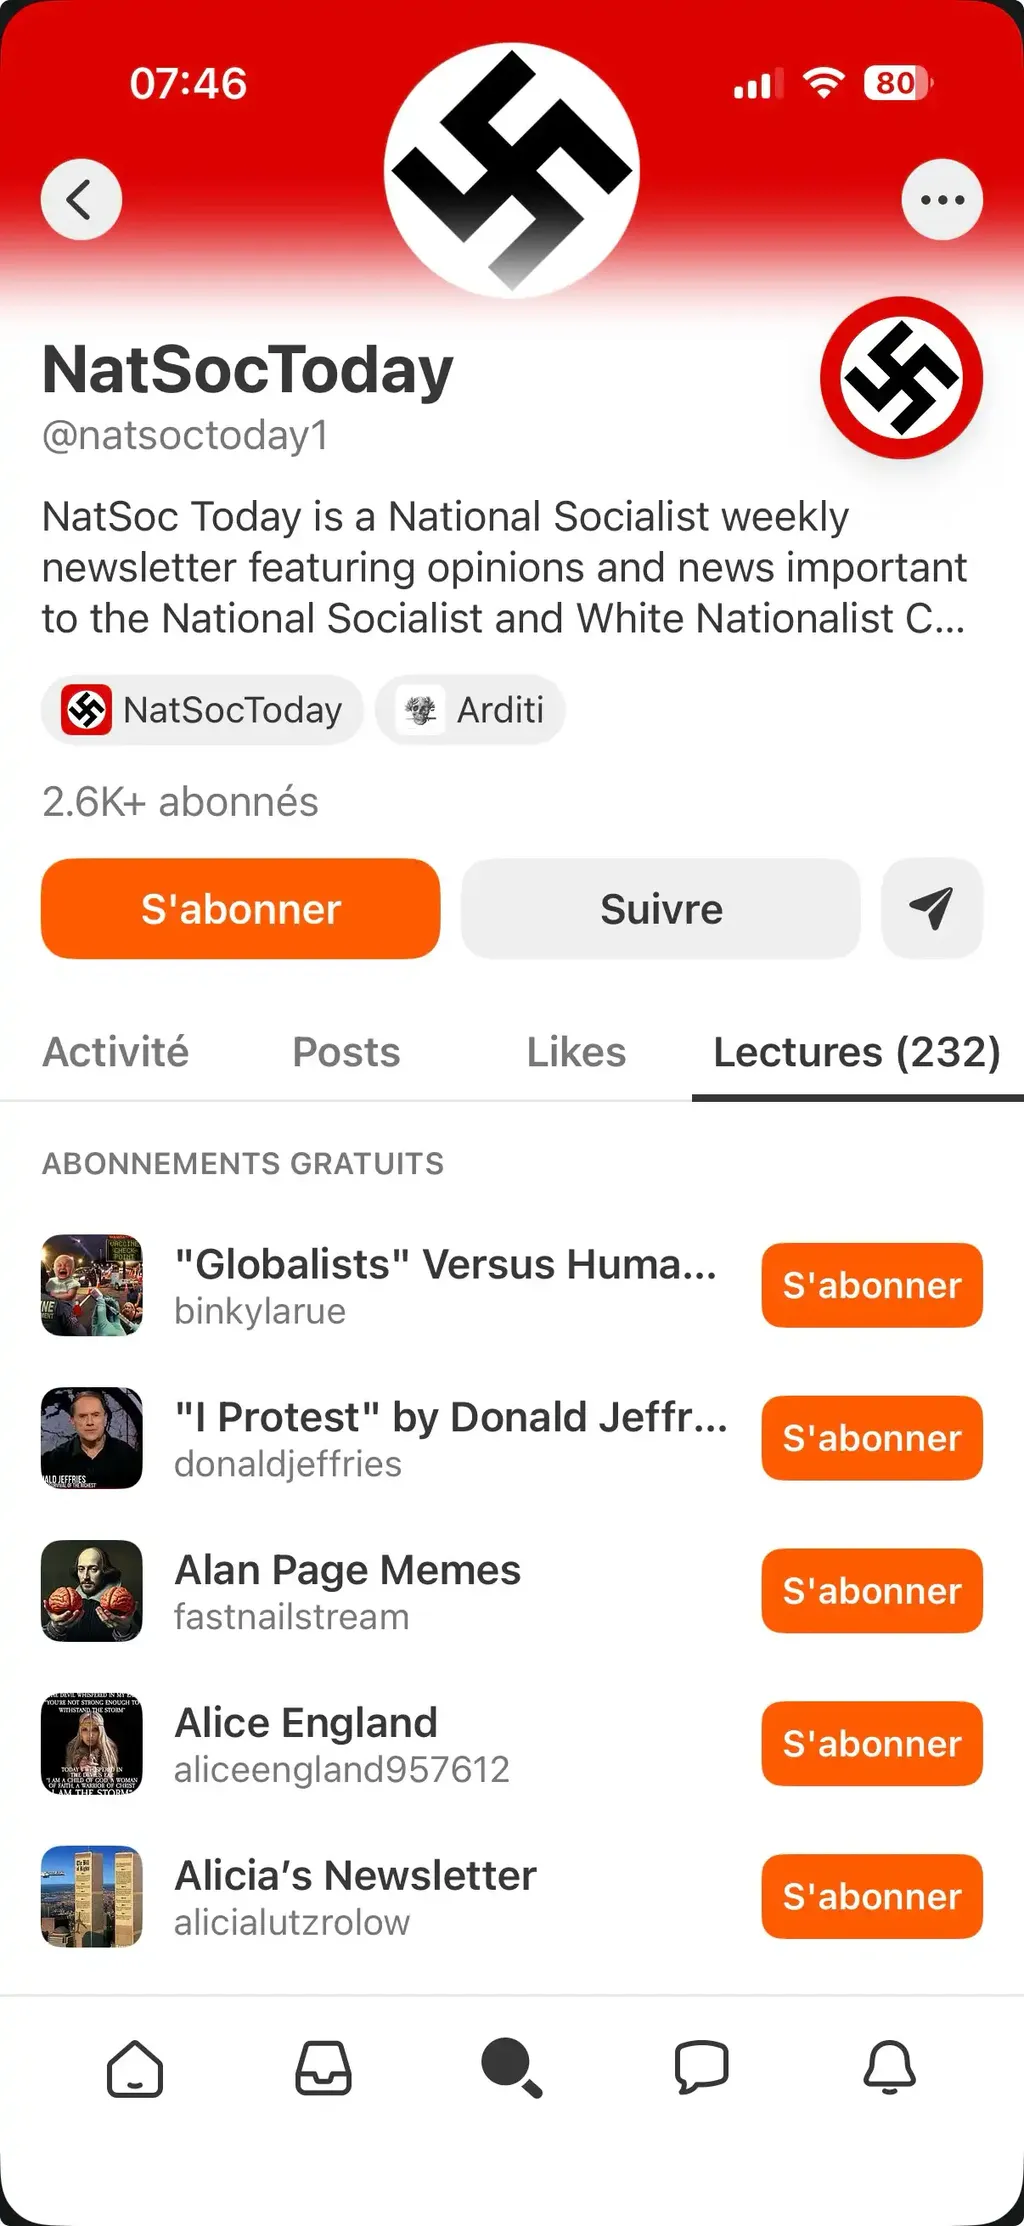 07:46
80
NatSocToday
@natsoctoday1
NatSoc Today is a National Socialist weekly
newsletter featuring opinions and news important
to the National Socialist and White Nationalist C...
NatSocToday
Arditi
2.6K+ abonnés
S'abonner
Suivre
Activité
Posts
Likes
Lectures (232)
ABONNEMENTS GRATUITS
"Globalists" Versus Huma...
binkylarue
S'abonner
"I Protest" by Donald Jeffr...
donaldjeffries
S'abonner
Alan Page Memes
fastnailstream
S'abonner
Alice England
aliceengland957612
S'abonner
Alicia’s Newsletter
alicialutzrolow
S'abonner